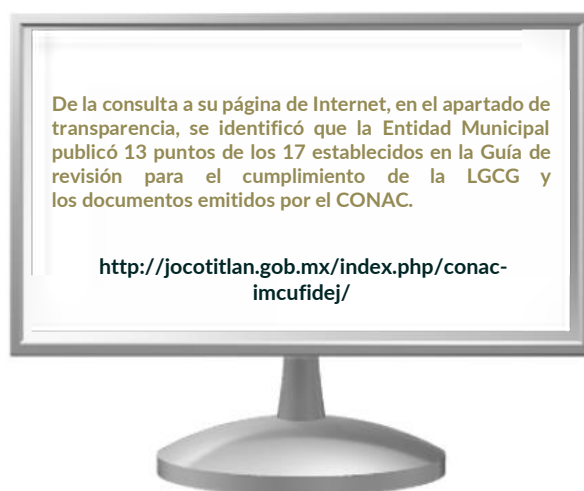 De la consulta a su página de Internet, en el apartado de
transparencia, se identificó que la Entidad Municipal
publicó 13 puntos de los 17 establecidos en la Guía de
revisión para el cumplimiento de la LGCG y
los documentos emitidos por el CONAC.
http://jocotitlan.gob.mx/index.php/conac-
imcufidej/